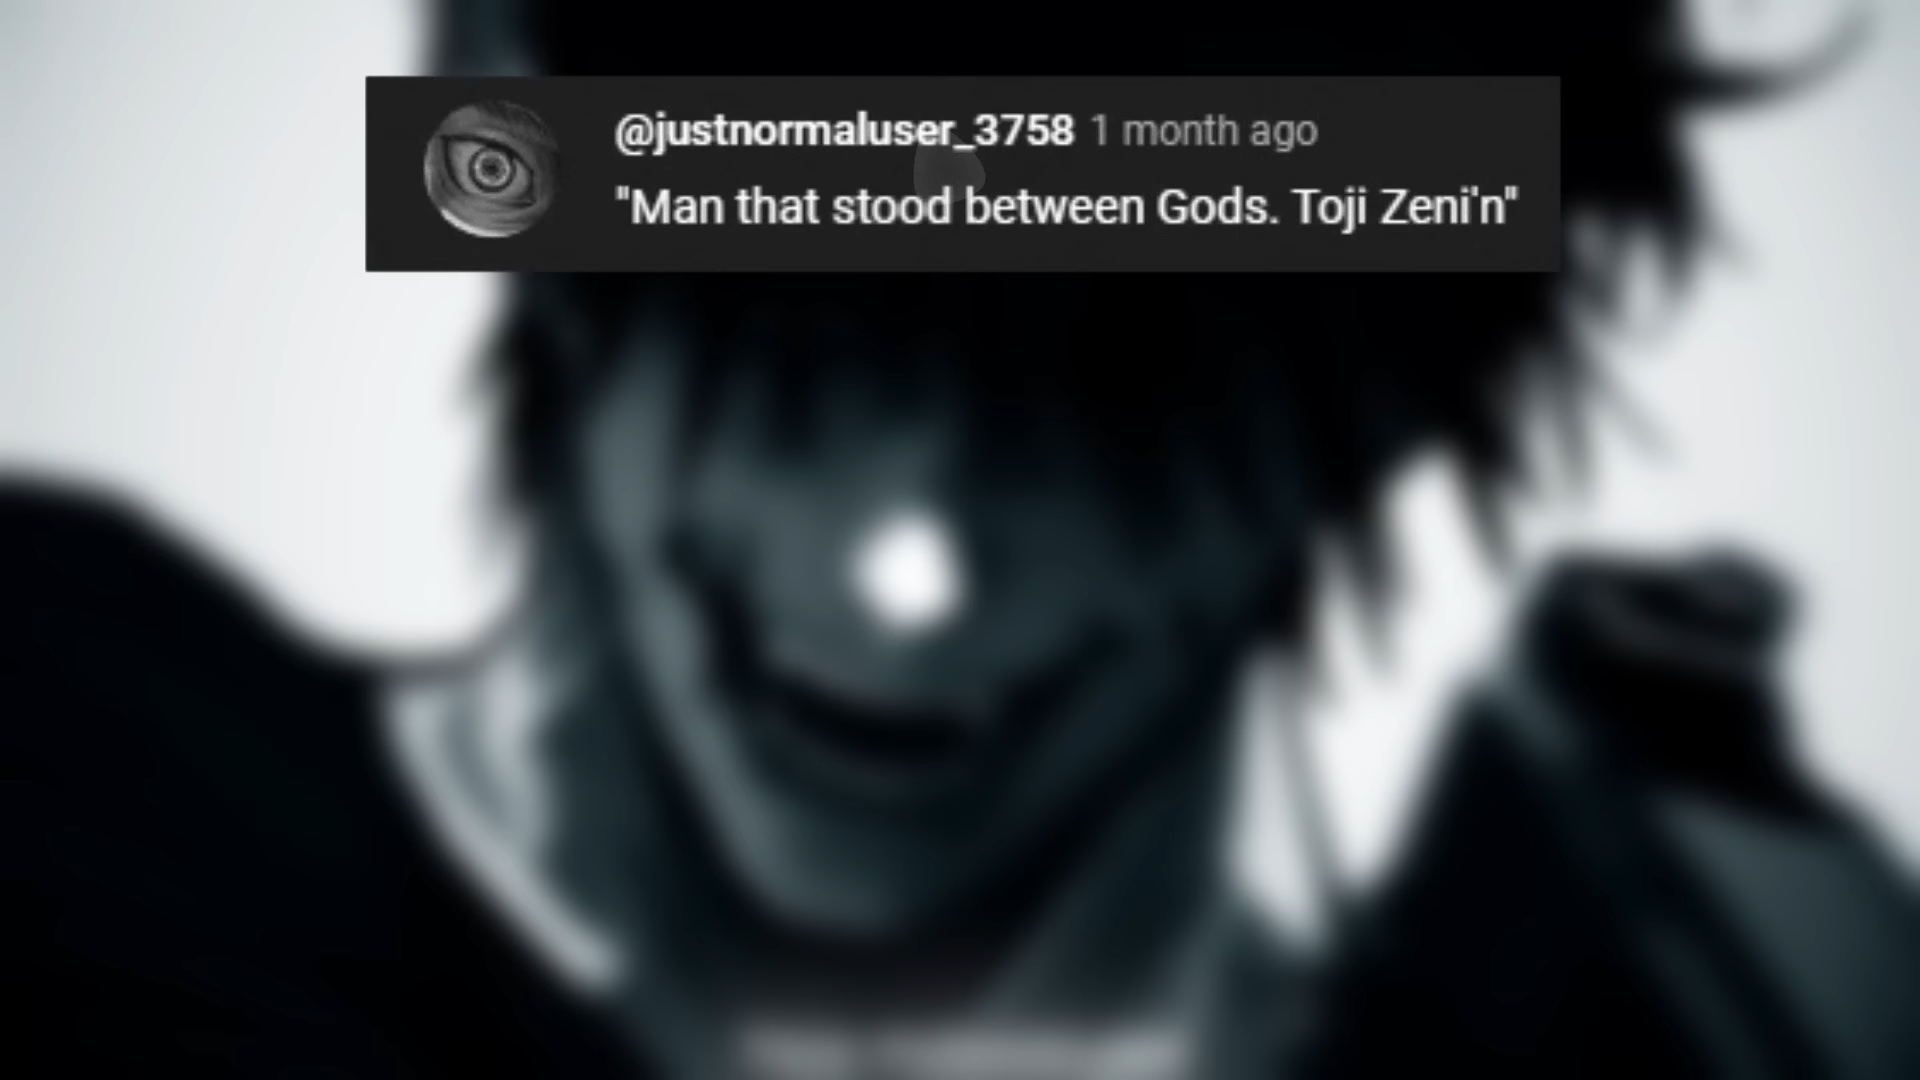 @justnormaluser_3758 1 month ago
"Man that stood between Gods. Toji Zeni'n"